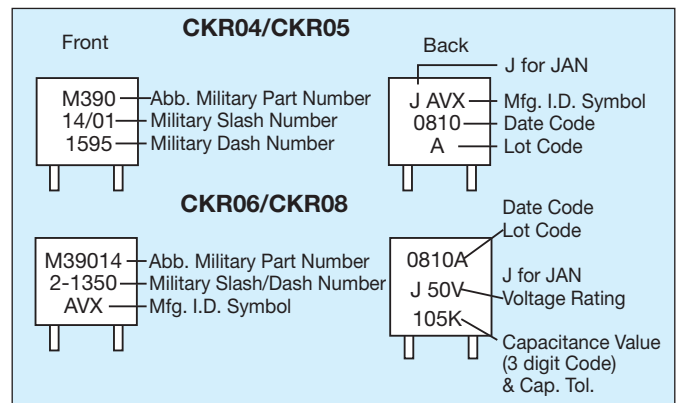 CKR04/CKR05
Front
M390
14/01
1595
Abb. Military Part Number
Military Slash Number
Military Dash Number
Back
J for JAN
J AVX
0810
A
Mfg. I.D. Symbol
Date Code
Lot Code
CKR06/CKR08
M39014
2-1350
AVX
Abb. Military Part Number
Military Slash/Dash Number
Mfg. I.D. Symbol
Date Code
Lot Code
0810A
J 50V
105K
J for JAN
Voltage Rating
Capacitance Value
(3 digit Code)
& Cap. Tol.